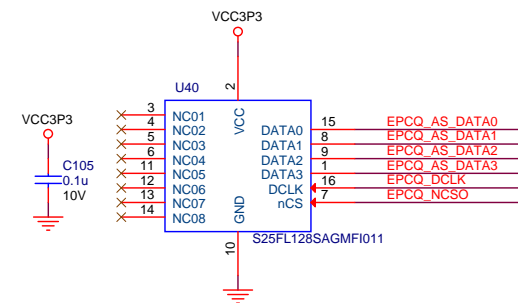 VCC3P3
U40
2
VCC
VCC3P3
C105
0.1u
10V
3 NC01
4 NC02
5 NC03
6 NC04
11 NC05
12 NC06
13 NC07
14 NC08
DATA0 15 EPCQ_AS_DATA0
DATA1 8 EPCQ_AS_DATA1
DATA2 9 EPCQ_AS_DATA2
DATA3 1 EPCQ_AS_DATA3
DCLK 16 EPCQ_DCLK
nCS 7 EPCQ_NCSO
GND
10
S25FL128SAGMFI011